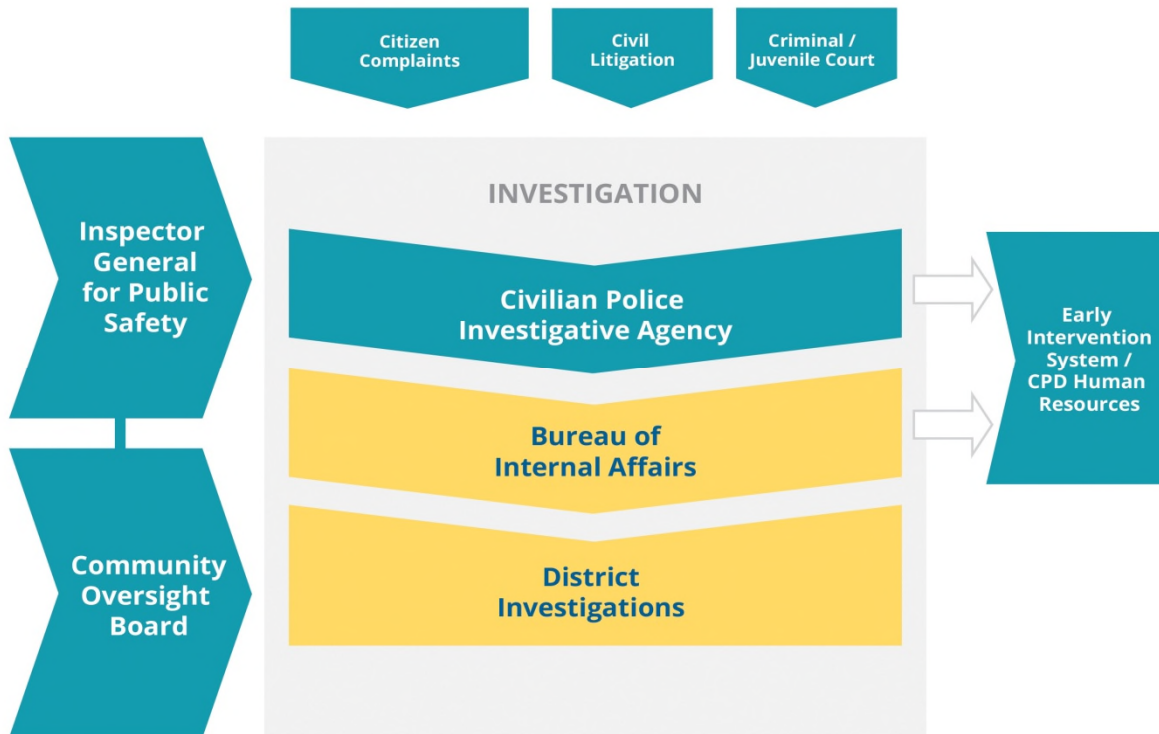 Citizen
Complaints
Civil
Litigation
Criminal /
Juvenile Court
Inspector
General
for Public
Safety
INVESTIGATION
Civilian Police
Investigative Agency
Bureau of
Internal Affairs
District
Investigations
Early
Intervention
System /
CPD Human
Resources
Community
Oversight
Board